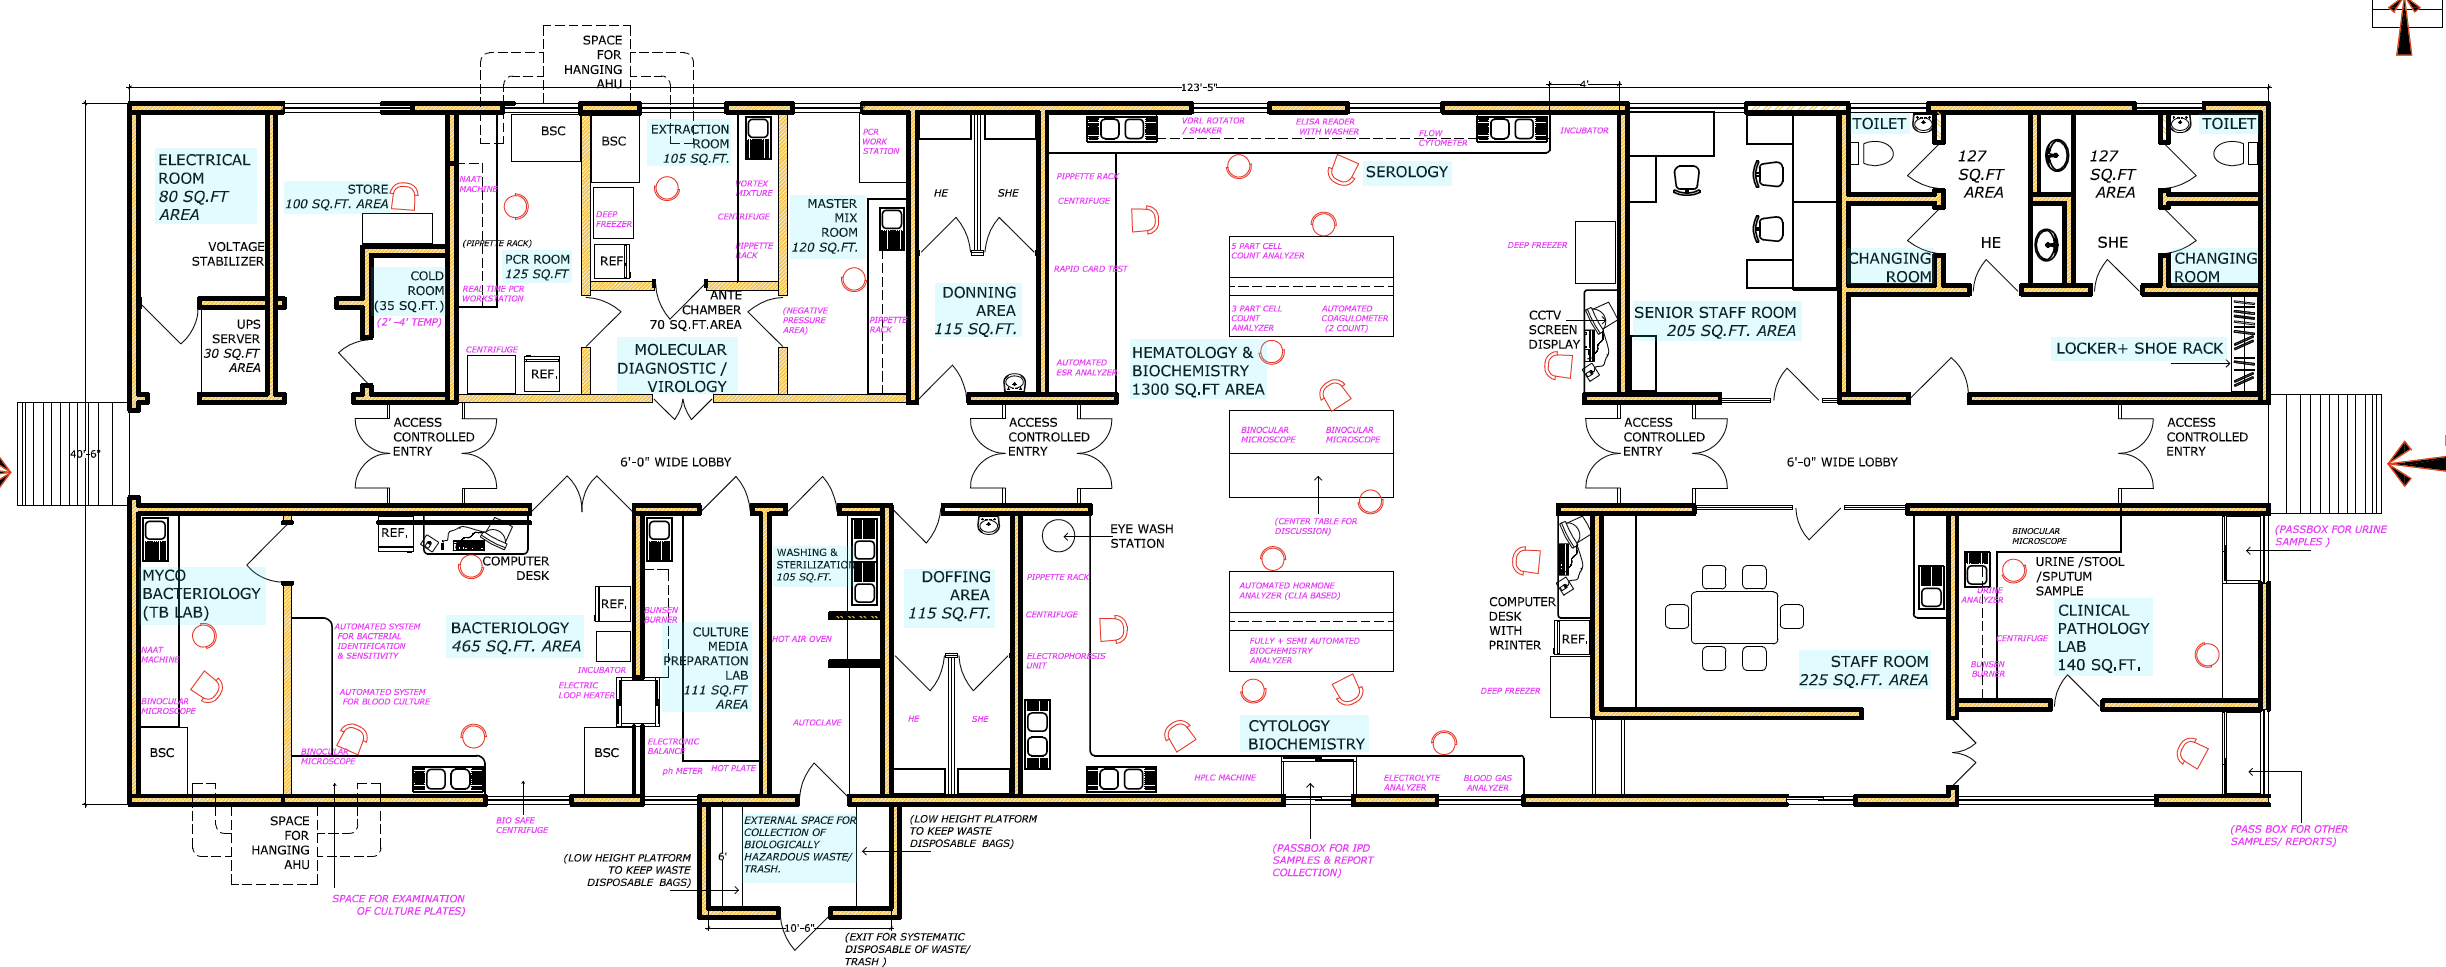 SPACE
FOR
HANGING
AHU
123'-5"
4'
40'-6"
ELECTRICAL
ROOM
80 SQ.FT
AREA
VOLTAGE
STABILIZER
UPS
SERVER
30 SQ.FT
AREA
STORE
100 SQ.FT. AREA
COLD
ROOM
(35 SQ.FT.)
(2' -4' TEMP)
NAAT
MACHINE
BSC
(PIPPETTE RACK)
PCR ROOM
125 SQ.FT
REAL TIME PCR
WORKSTATION
CENTRIFUGE
REF.
BSC
EXTRACTION
ROOM
105 SQ.FT.
DEEP
FREEZER
REF.
VORTEX
MIXTURE
CENTRIFUGE
PIPPETTE
RACK
ANTE
CHAMBER
70 SQ.FT.AREA
MOLECULAR
DIAGNOSTIC /
VIROLOGY
PCR
WORK
STATION
MASTER
MIX
ROOM
120 SQ.FT.
(NEGATIVE
PRESSURE
AREA)
PIPPETTE
RACK
HE
SHE
DONNING
AREA
115 SQ.FT.
VDRL ROTATOR
/ SHAKER
ELISA READER
WITH WASHER
FLOW
CYTOMETER
INCUBATOR
SEROLOGY
PIPPETTE RACK
CENTRIFUGE
RAPID CARD TEST
AUTOMATED
ESR ANALYZER
5 PART CELL
COUNT ANALYZER
3 PART CELL
COUNT
ANALYZER
AUTOMATED
COAGULOMETER
(2 COUNT)
HEMATOLOGY &
BIOCHEMISTRY
1300 SQ.FT AREA
DEEP FREEZER
CCTV
SCREEN
DISPLAY
SENIOR STAFF ROOM
205 SQ.FT. AREA
TOILET
127
SQ.FT
AREA
HE
CHANGING
ROOM
127
SQ.FT
AREA
SHE
TOILET
CHANGING
ROOM
LOCKER+ SHOE RACK
ACCESS
CONTROLLED
ENTRY
6'-0" WIDE LOBBY
ACCESS
CONTROLLED
ENTRY
BINOCULAR
MICROSCOPE
BINOCULAR
MICROSCOPE
(CENTER TABLE FOR
DISCUSSION)
ACCESS
CONTROLLED
ENTRY
6'-0" WIDE LOBBY
ACCESS
CONTROLLED
ENTRY
MYCO
BACTERIOLOGY
(TB LAB)
NAAT
MACHINE
BINOCULAR
MICROSCOPE
BSC
REF.
COMPUTER
DESK
AUTOMATED SYSTEM
FOR BACTERIAL
IDENTIFICATION
& SENSITIVITY
AUTOMATED SYSTEM
FOR BLOOD CULTURE
BINOCULAR
MICROSCOPE
BACTERIOLOGY
465 SQ.FT. AREA
REF.
INCUBATOR
ELECTRIC
LOOP HEATER
BSC
BUNSEN
BURNER
CULTURE
MEDIA
PREPARATION
LAB
111 SQ.FT
AREA
ELECTRONIC
BALANCE
ph METER
HOT PLATE
WASHING &
STERILIZATION
105 SQ.FT.
HOT AIR OVEN
AUTOCLAVE
DOFFING
AREA
115 SQ.FT.
HE
SHE
EYE WASH
STATION
PIPPETTE RACK
CENTRIFUGE
ELECTROPHORESIS
UNIT
AUTOMATED HORMONE
ANALYZER (CLIA BASED)
FULLY + SEMI AUTOMATED
BIOCHEMISTRY
ANALYZER
CYTOLOGY
BIOCHEMISTRY
HPLC MACHINE
ELECTROLYTE
ANALYZER
BLOOD GAS
ANALYZER
COMPUTER
DESK
WITH
PRINTER
REF.
DEEP FREEZER
STAFF ROOM
225 SQ.FT. AREA
BINOCULAR
MICROSCOPE
URINE /STOOL
/SPUTUM
SAMPLE
URINE
ANALYZER
CENTRIFUGE
BUNSEN
BURNER
CLINICAL
PATHOLOGY
LAB
140 SQ.FT.
(PASSBOX FOR URINE
SAMPLES )
SPACE
FOR
HANGING
AHU
SPACE FOR EXAMINATION
OF CULTURE PLATES)
BIO SAFE
CENTRIFUGE
(LOW HEIGHT PLATFORM
TO KEEP WASTE
DISPOSABLE BAGS)
6'
EXTERNAL SPACE FOR
COLLECTION OF
BIOLOGICALLY
HAZARDOUS WASTE/
TRASH.
(LOW HEIGHT PLATFORM
TO KEEP WASTE
DISPOSABLE BAGS)
10'-6"
(EXIT FOR SYSTEMATIC
DISPOSABLE OF WASTE/
TRASH )
(PASSBOX FOR IPD
SAMPLES & REPORT
COLLECTION)
(PASS BOX FOR OTHER
SAMPLES/ REPORTS)